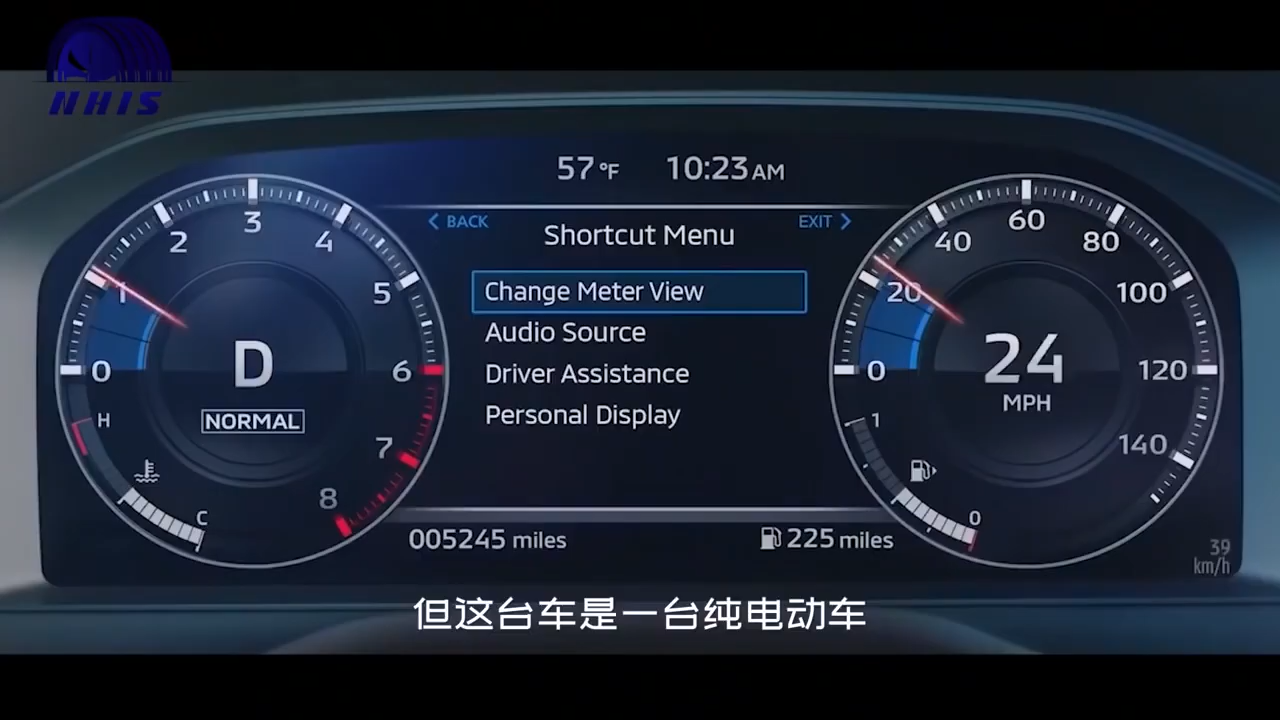 NHIS
57 °F 10:23 AM
BACK
EXIT
Shortcut Menu
Change Meter View
Audio Source
Driver Assistance
Personal Display
0
1
2
3
4
5
6
7
8
D
NORMAL
H
C
0
20
40
60
80
100
120
140
24
MPH
1
0
005245 miles
225 miles
39
km/h
但这台车是一台纯电动车